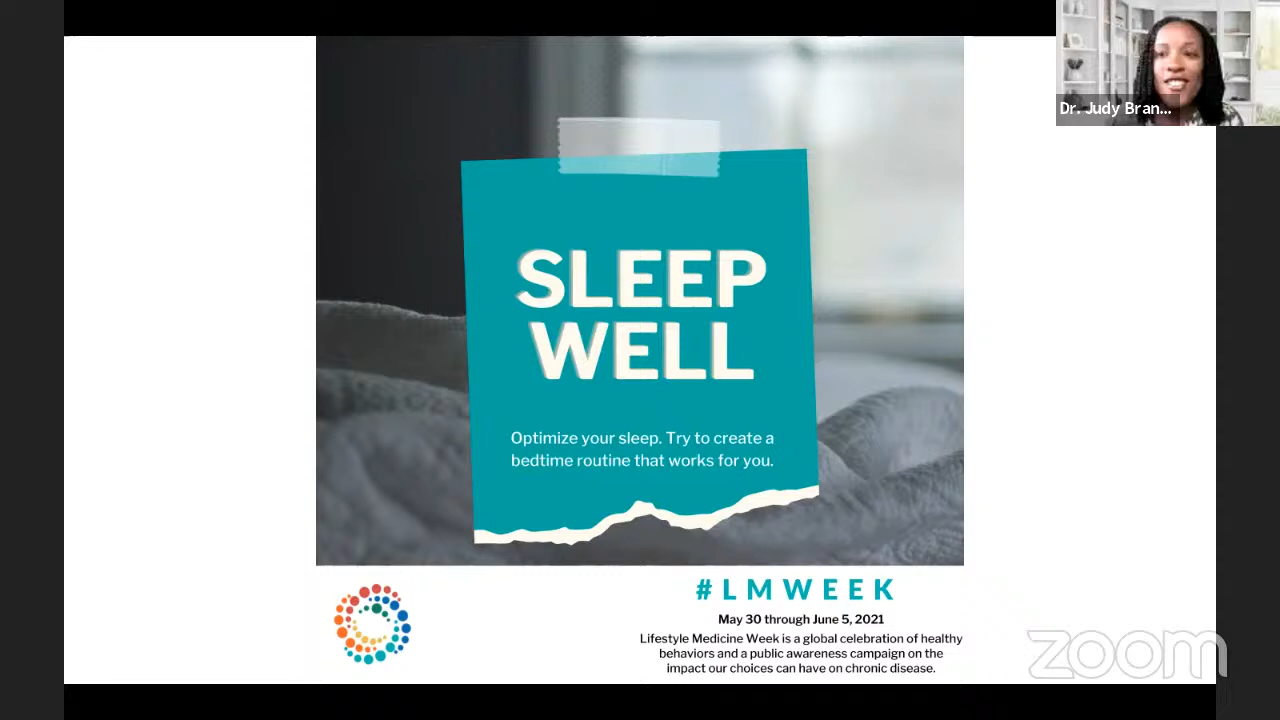 Dr. Judy Bran...
SLEEP
WELL
Optimize your sleep. Try to create a
bedtime routine that works for you.
#LMWEEK
May 30 through June 5, 2021
Lifestyle Medicine Week is a global celebration of healthy
behaviors and a public awareness campaign on the
impact our choices can have on chronic disease.
zoom